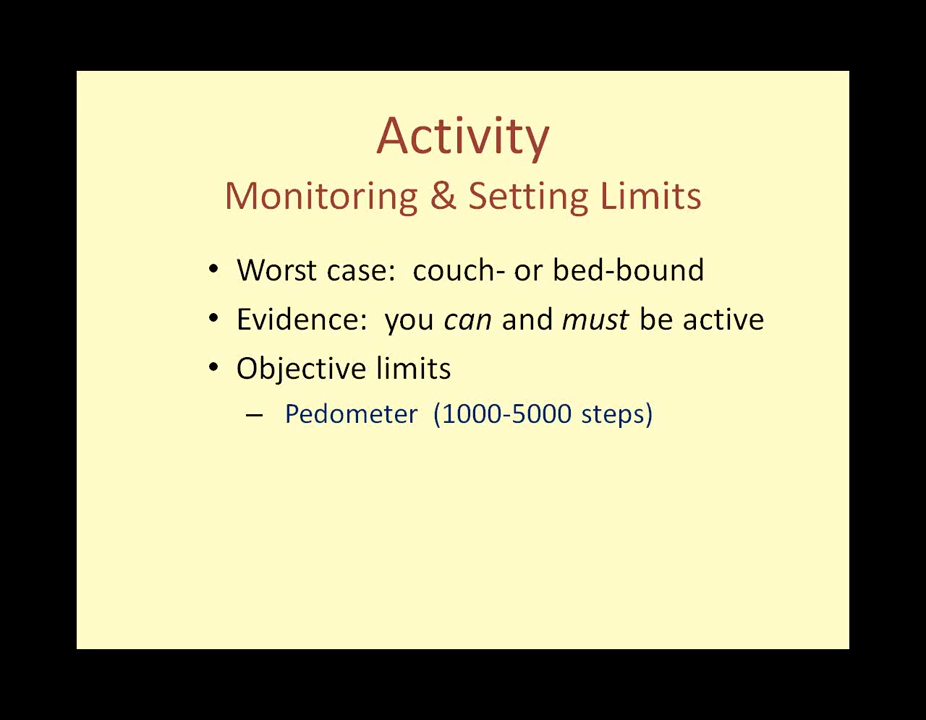 Activity
Monitoring & Setting Limits
• Worst case:  couch- or bed-bound
• Evidence:  you can and must be active
• Objective limits
– Pedometer  (1000-5000 steps)